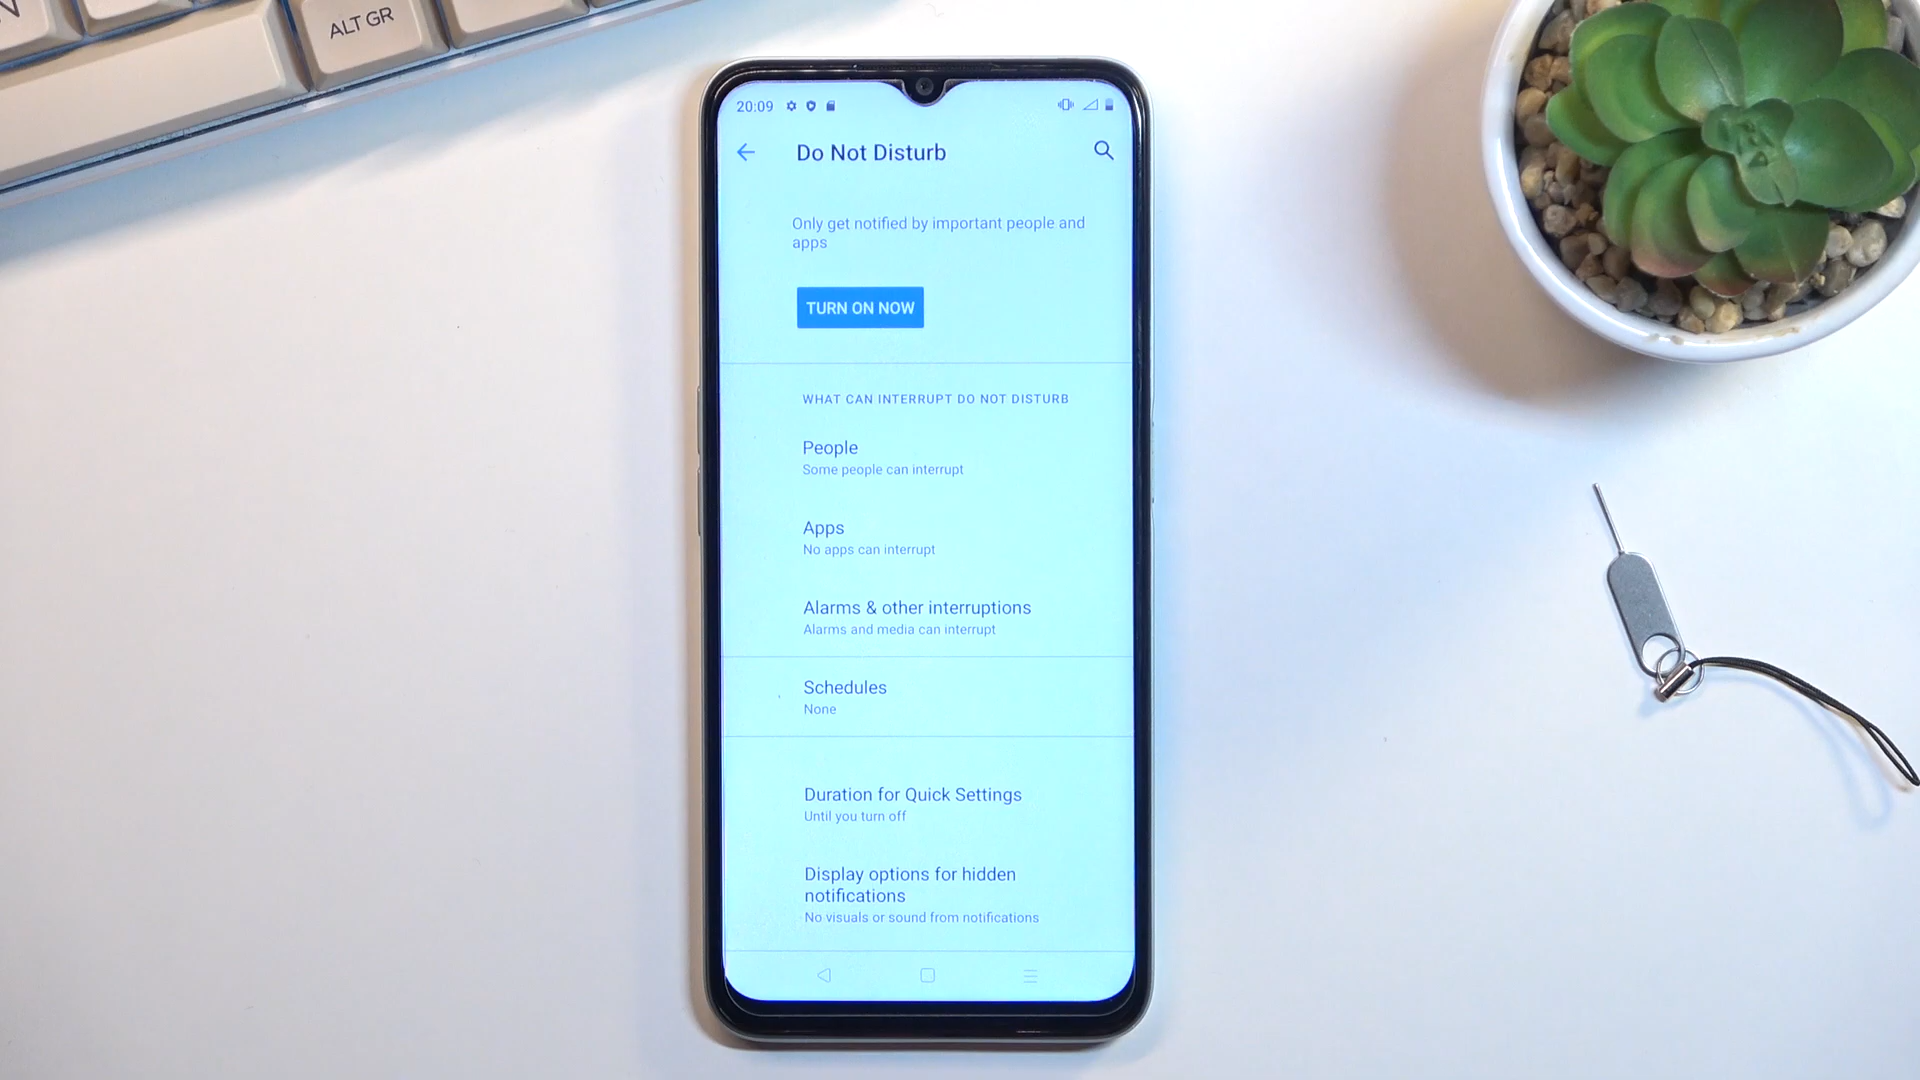 ALT GR
20:09
Do Not Disturb
Only get notified by important people and
apps
TURN ON NOW
WHAT CAN INTERRUPT DO NOT DISTURB
People
Some people can interrupt
Apps
No apps can interrupt
Alarms & other interruptions
Alarms and media can interrupt
Schedules
None
Duration for Quick Settings
Until you turn off
Display options for hidden
notifications
No visuals or sound from notifications